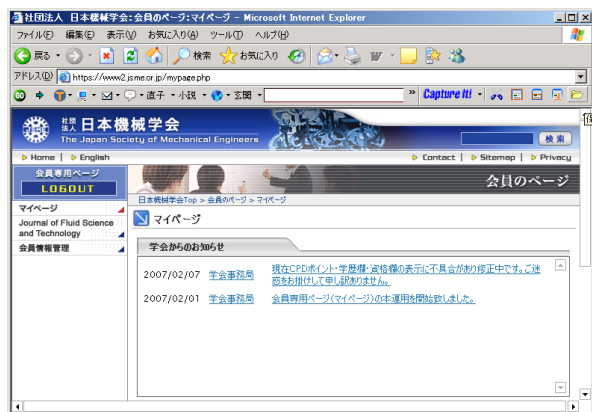 社団法人 日本機械学会:会員のページ:マイページ - Microsoft Internet Explorer
ファイル(F) 編集(E) 表示(V) お気に入り(A) ツール(T) ヘルプ(H)
戻る 検索 お気に入り
アドレス(D) https://www2.jsme.or.jp/mypage.php
GO 直子 小説 玄関 Capture It!
社団法人 日本機械学会
The Japan Society of Mechanical Engineers
検索
Home | English Contact | Sitemap | Privacy
会員専用ページ
LOGOUT
会員のページ
マイページ
Journal of Fluid Science
and Technology
会員情報管理
日本機械学会Top > 会員のページ > マイページ
マイページ
学会からのお知らせ
2007/02/07 学会事務局 現在CPDポイント・学歴欄・資格欄の表示に不具合があり修正中です。ご迷
惑をお掛けして申し訳ありません。
2007/02/01 学会事務局 会員専用ページ(マイページ)の本運用を開始致しました。